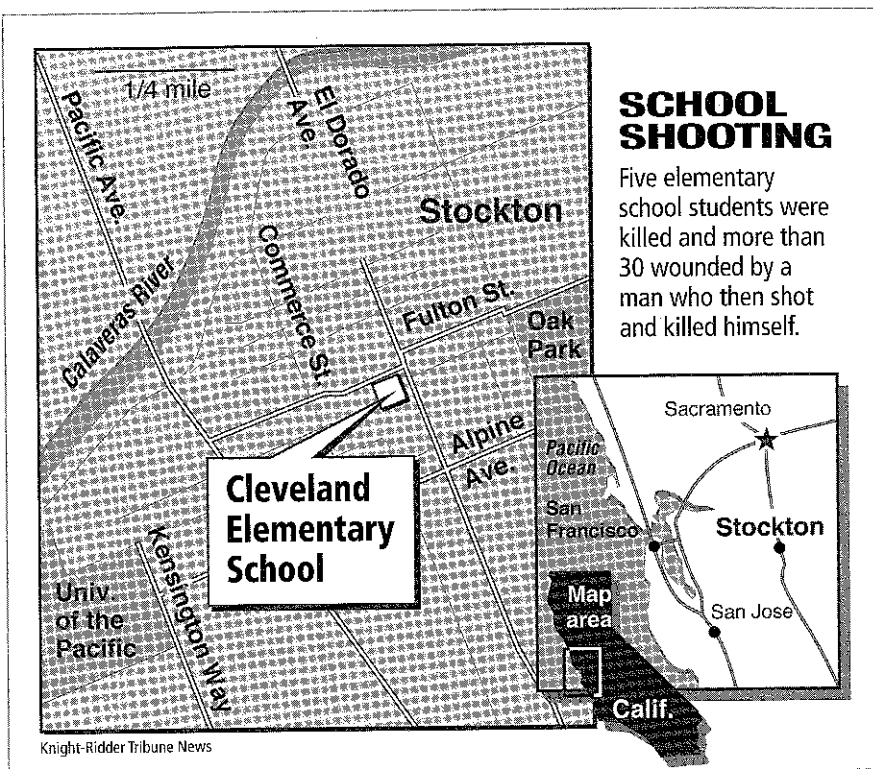 SCHOOL
SHOOTING
Five elementary
school students were
killed and more than
30 wounded by a
man who then shot
and killed himself.
1/4 mile
Pacific Ave.
El Dorado
Ave.
Stockton
Calaveras River
Commerce St.
Fulton St.
Oak
Park
Alpine
Ave.
Cleveland
Elementary
School
Kensington Way
Univ.
of the
Pacific
Sacramento
Pacific
Ocean
San
Francisco
Stockton
San Jose
Map
area
Calif.
Knight-Ridder Tribune News